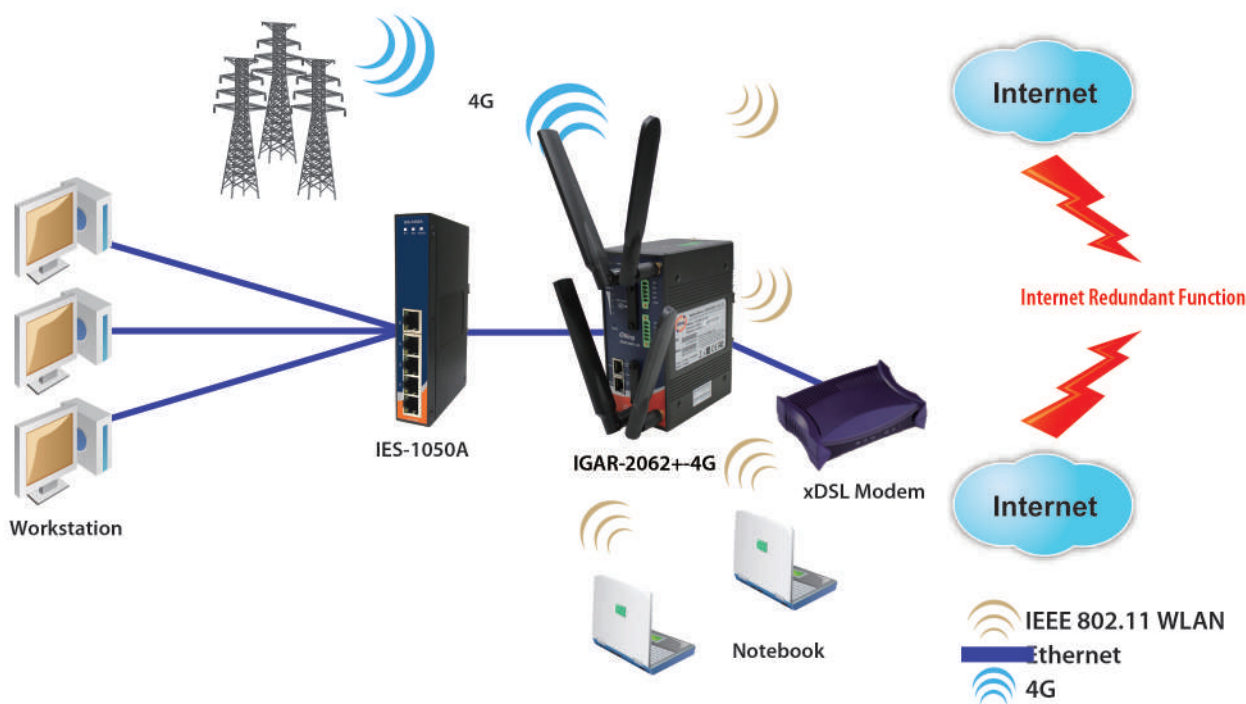 4G
Internet
Internet Redundant Function
IES-1050A
IGAR-2062+-4G
xDSL Modem
Internet
Workstation
Notebook
IEEE 802.11 WLAN
Ethernet
4G